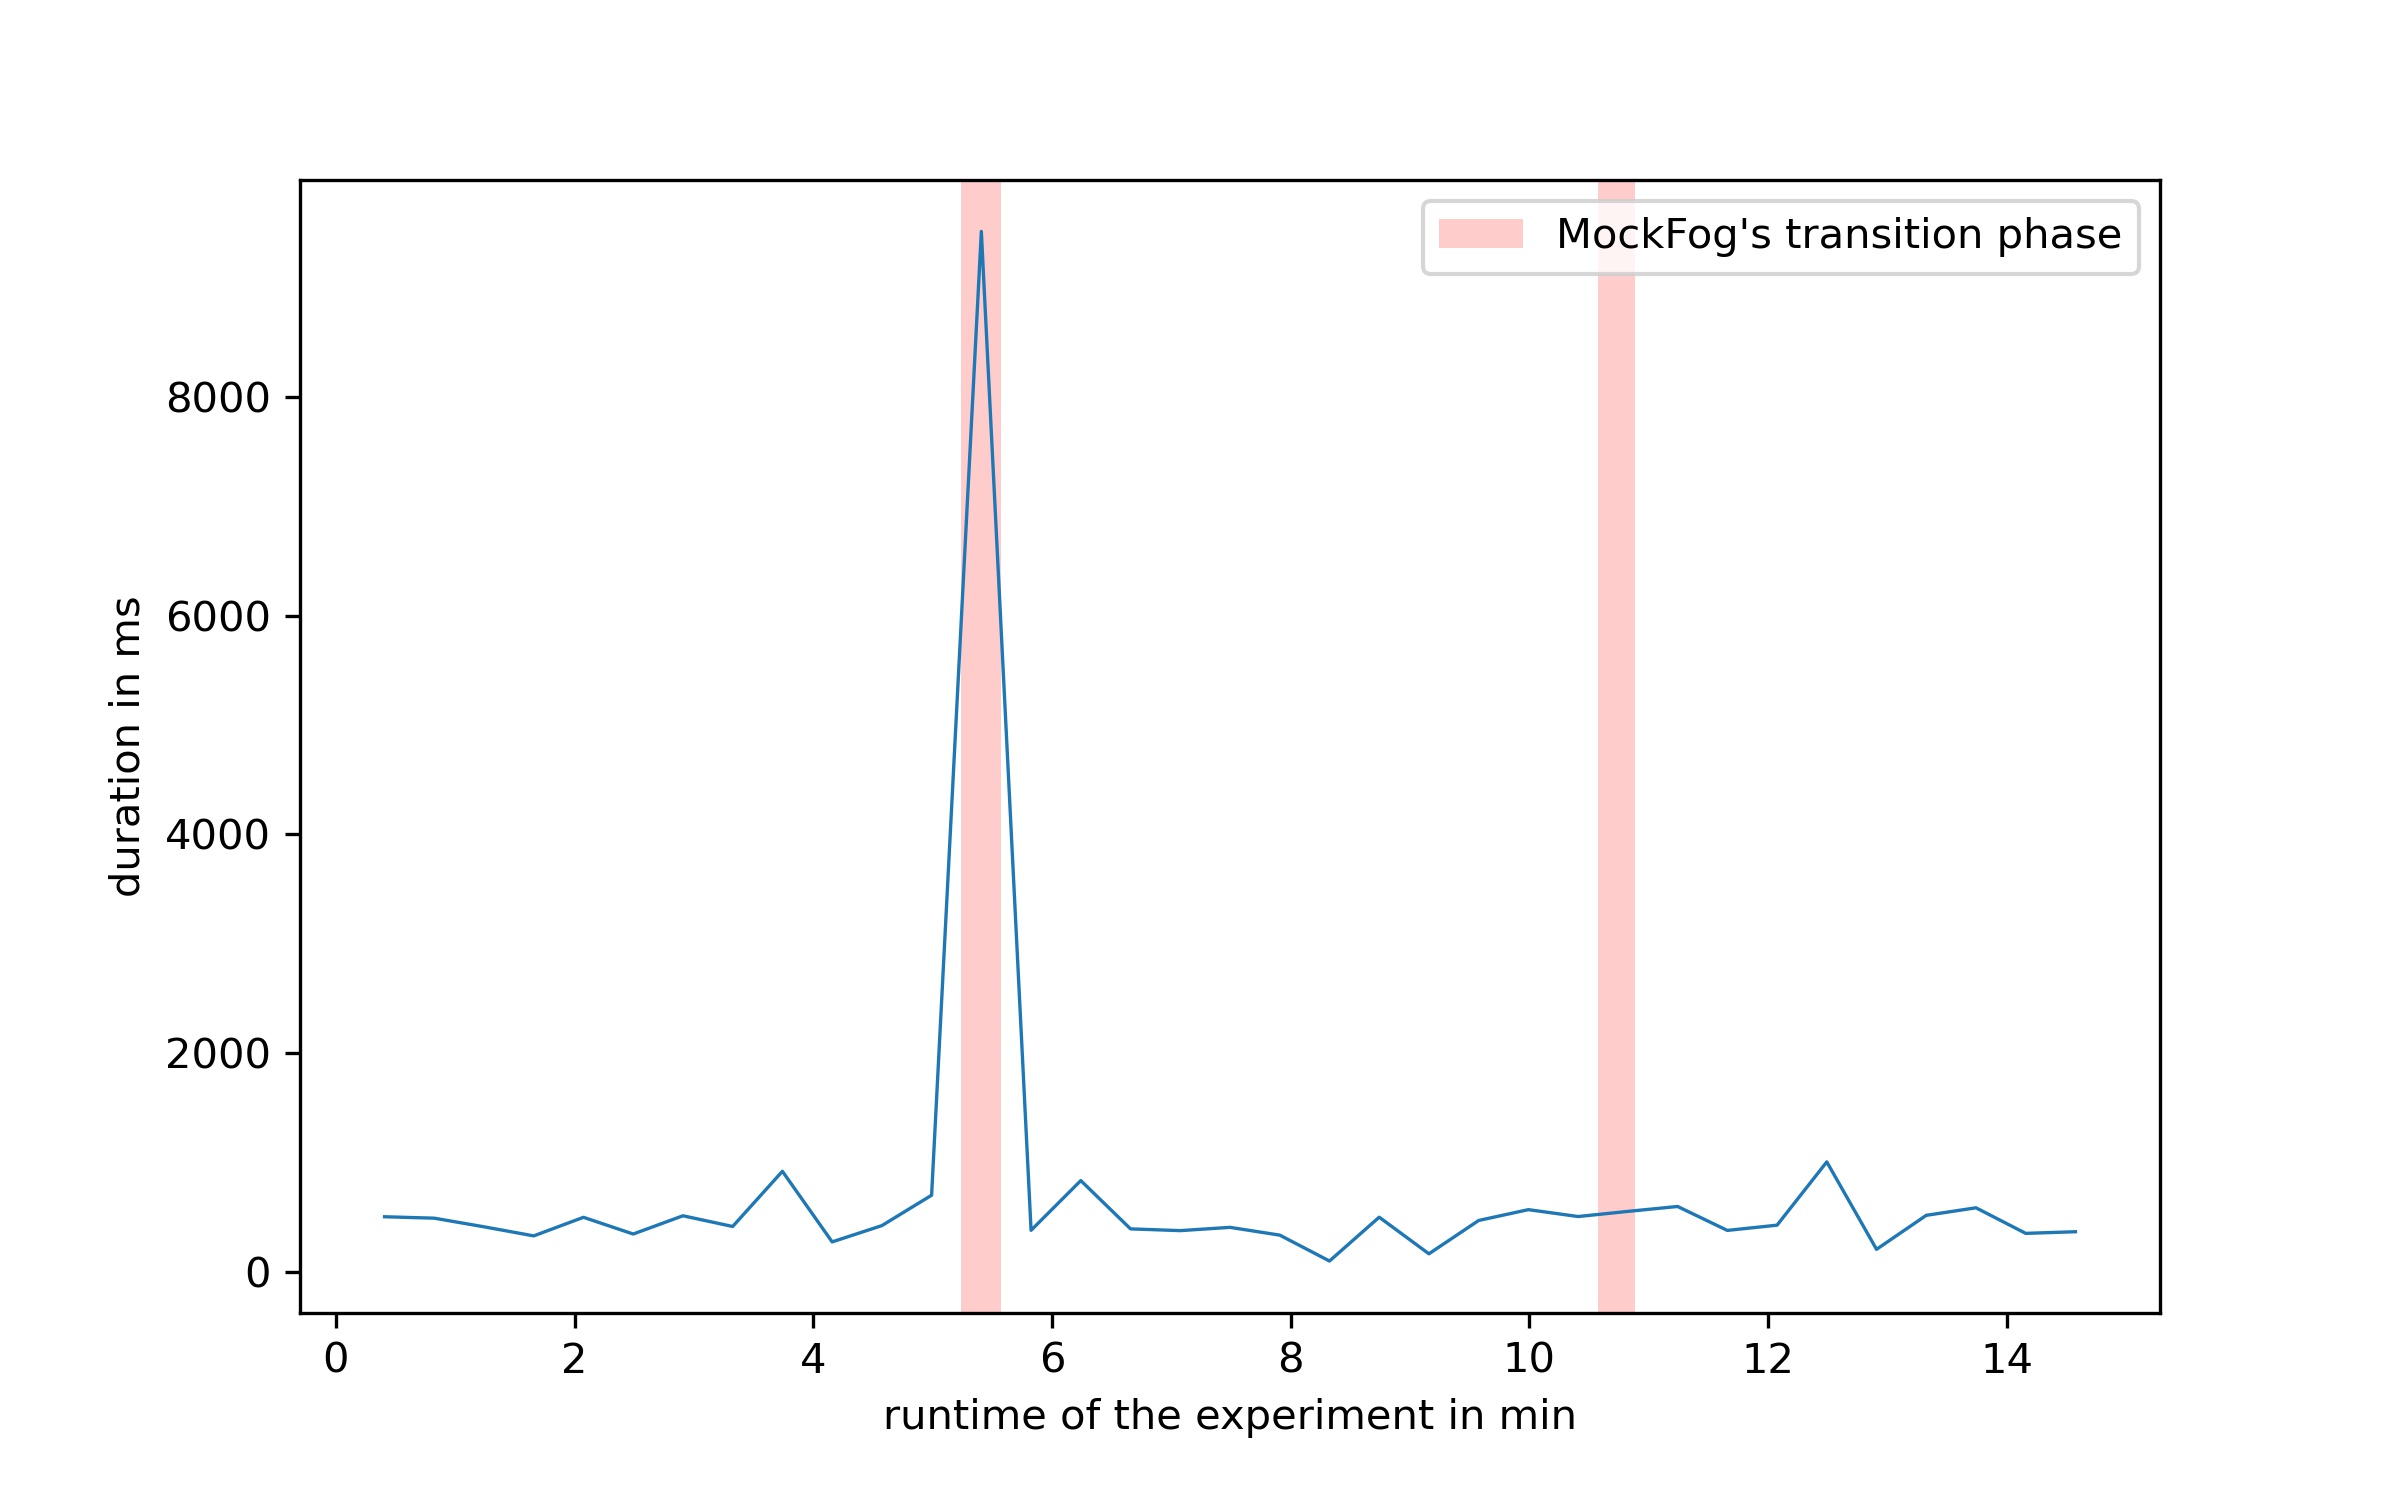 MockFog's transition phase
8000
6000
4000
2000
0
duration in ms
0 2 4 6 8 10 12 14
runtime of the experiment in min